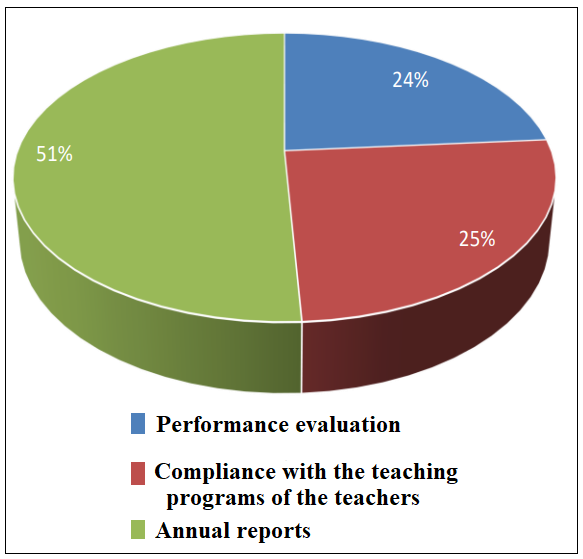 24%
51%
25%
Performance evaluation
Compliance with the teaching
programs of the teachers
Annual reports